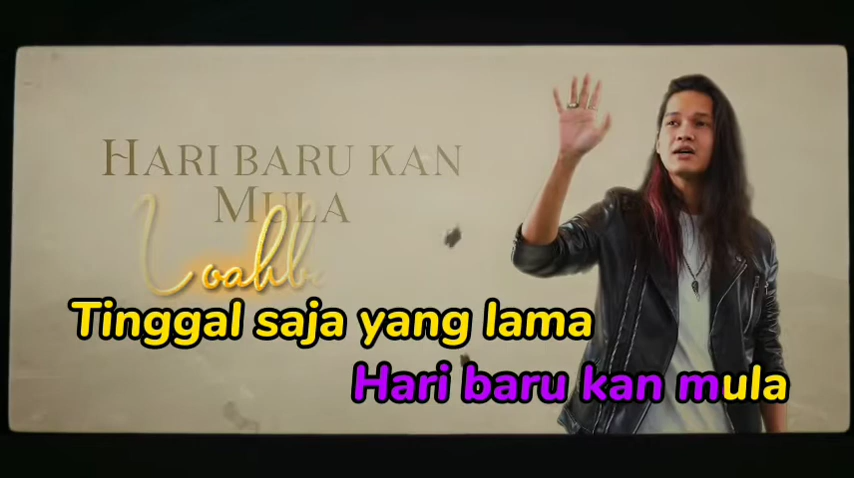 HARI BARU KAN
MULA
Tinggal saja yang lama
Hari baru kan mula